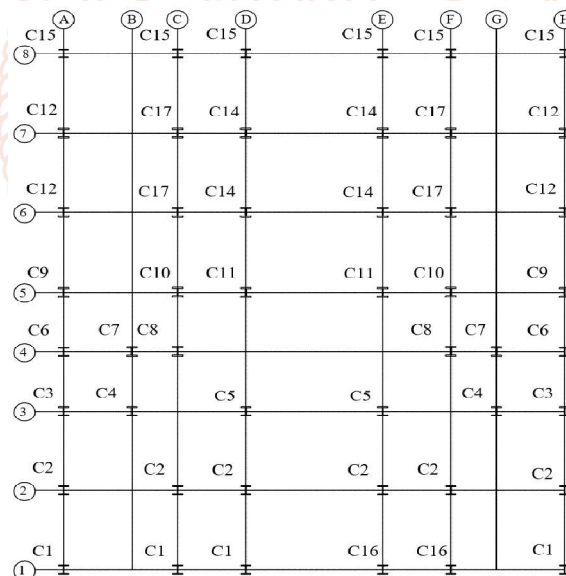 A B C D E F G H
C15 C15 C15 C15 C15 C15
8
C12 C17 C14 C14 C17 C12
7
C12 C17 C14 C14 C17 C12
6
C9 C10 C11 C11 C10 C9
5
C6 C7 C8 C8 C7 C6
4
C3 C4 C5 C5 C4 C3
3
C2 C2 C2 C2 C2 C2
2
C1 C1 C1 C16 C16 C1
1